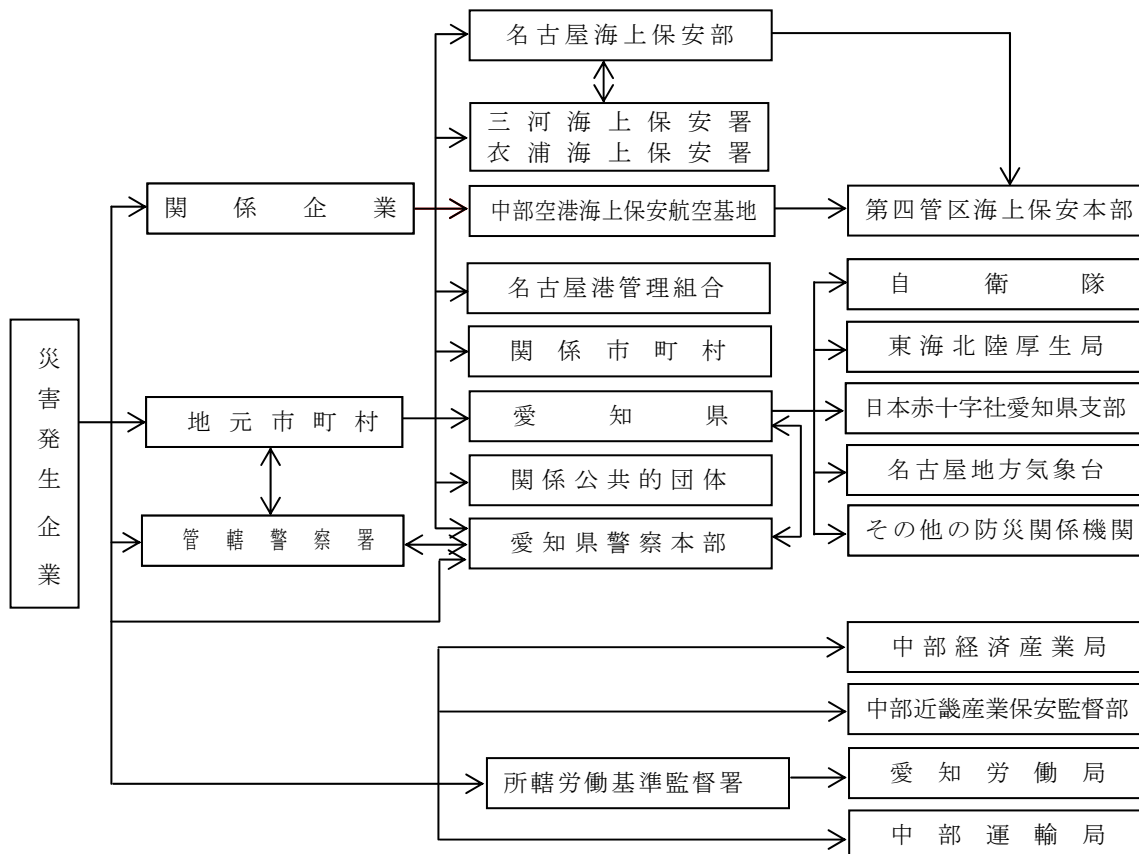 災害発生企業
関係企業
地元市町村
管轄警察署
名古屋海上保安部
三河海上保安署
衣浦海上保安署
中部空港海上保安航空基地
名古屋港管理組合
関係市町村
愛知県
関係公共的団体
愛知県警察本部
所轄労働基準監督署
第四管区海上保安本部
自衛隊
東海北陸厚生局
日本赤十字社愛知県支部
名古屋地方気象台
その他の防災関係機関
中部経済産業局
中部近畿産業保安監督部
愛知労働局
中部運輸局